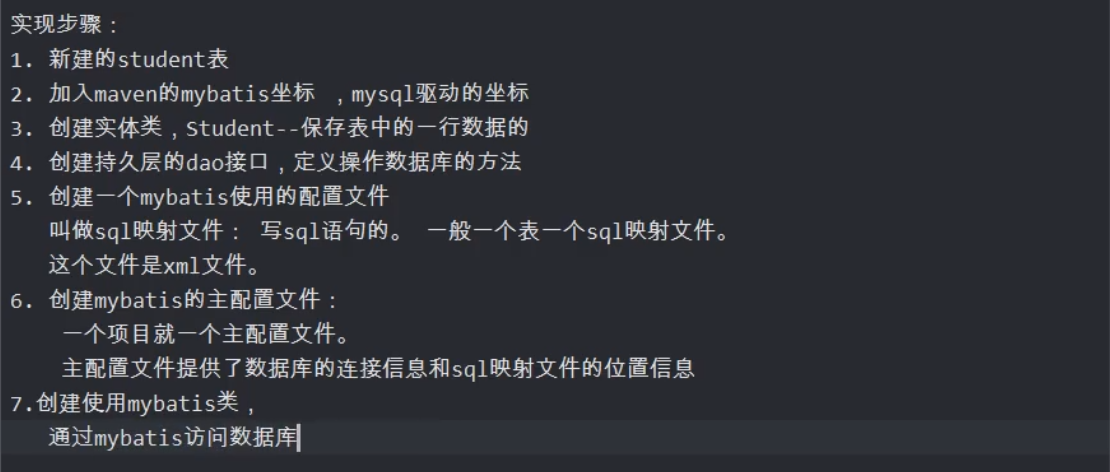 实现步骤：
1. 新建的student表
2. 加入maven的mybatis坐标 ，mysql驱动的坐标
3. 创建实体类，Student--保存表中的一行数据的
4. 创建持久层的dao接口，定义操作数据库的方法
5. 创建一个mybatis使用的配置文件
叫做sql映射文件： 写sql语句的。 一般一个表一个sql映射文件。
这个文件是xml文件。
6. 创建mybatis的主配置文件：
一个项目就一个主配置文件。
主配置文件提供了数据库的连接信息和sql映射文件的位置信息
7.创建使用mybatis类，
通过mybatis访问数据库